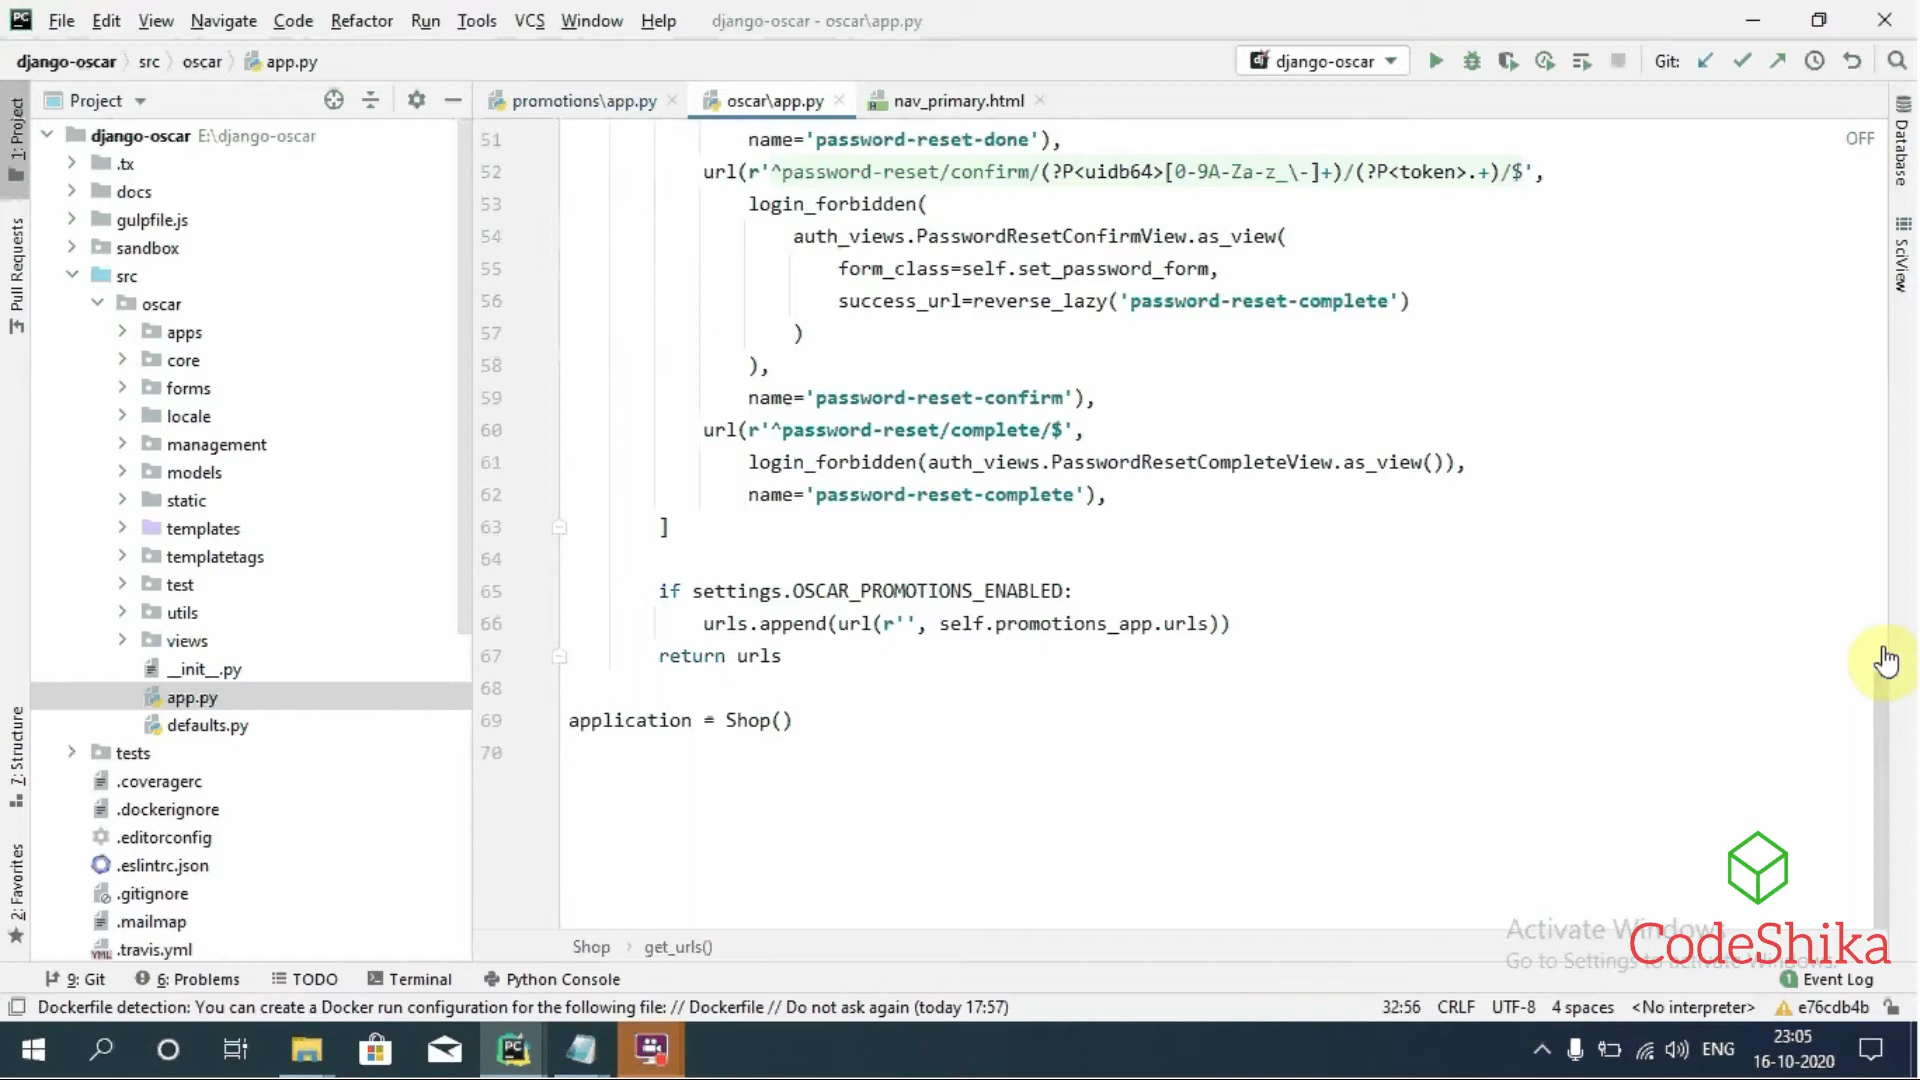 File Edit View Navigate Code Refactor Run Tools VCS Window Help django-oscar - oscar\app.py
django-oscar src oscar app.py django-oscar Git:
Project promotions\app.py oscar\app.py nav_primary.html
1: Project
Pull Requests
7: Structure
2: Favorites
django-oscar E:\django-oscar
.tx
docs
gulpfile.js
sandbox
src
oscar
apps
core
forms
locale
management
models
static
templates
templatetags
test
utils
views
__init__.py
app.py
defaults.py
tests
.coveragerc
.dockerignore
.editorconfig
.eslintrc.json
.gitignore
.mailmap
.travis.yml
OFF
51 name='password-reset-done'),
52 url(r'^password-reset/confirm/(?P<uidb64>[0-9A-Za-z_\-]+)/(?P<token>.+)/$',
53 login_forbidden(
54 auth_views.PasswordResetConfirmView.as_view(
55 form_class=self.set_password_form,
56 success_url=reverse_lazy('password-reset-complete')
57 )
58 ),
59 name='password-reset-confirm'),
60 url(r'^password-reset/complete/$',
61 login_forbidden(auth_views.PasswordResetCompleteView.as_view()),
62 name='password-reset-complete'),
63 ]
64
65 if settings.OSCAR_PROMOTIONS_ENABLED:
66 urls.append(url(r'', self.promotions_app.urls))
67 return urls
68
69 application = Shop()
70
Database
SciView
Activate Windows
CodeShika
Go to Settings to activate Windows.
Shop get_urls()
9: Git 6: Problems TODO Terminal Python Console 1 Event Log
Dockerfile detection: You can create a Docker run configuration for the following file: // Dockerfile // Do not ask again (today 17:57) 32:56 CRLF UTF-8 4 spaces <No interpreter> e76cdb4b
ENG 23:05
16-10-2020